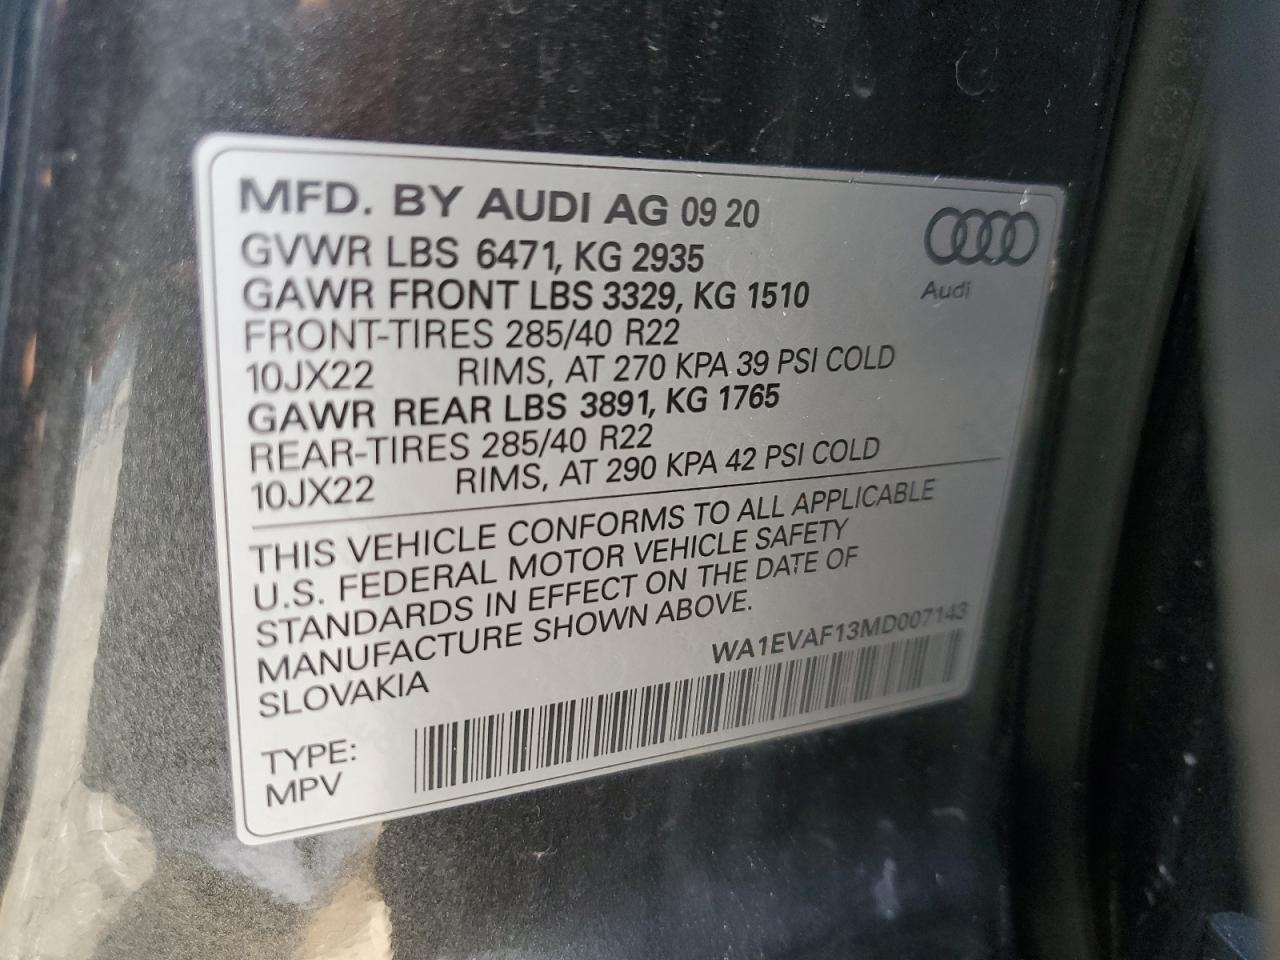 MFD. BY AUDI AG 09 20
GVWR LBS 6471, KG 2935
GAWR FRONT LBS 3329, KG 1510
FRONT-TIRES 285/40 R22
10JX22 RIMS, AT 270 KPA 39 PSI COLD
GAWR REAR LBS 3891, KG 1765
REAR-TIRES 285/40 R22
10JX22 RIMS, AT 290 KPA 42 PSI COLD
Audi
THIS VEHICLE CONFORMS TO ALL APPLICABLE
U.S. FEDERAL MOTOR VEHICLE SAFETY
STANDARDS IN EFFECT ON THE DATE OF
MANUFACTURE SHOWN ABOVE.
SLOVAKIA
WA1EVAF13MD007143
TYPE:
MPV